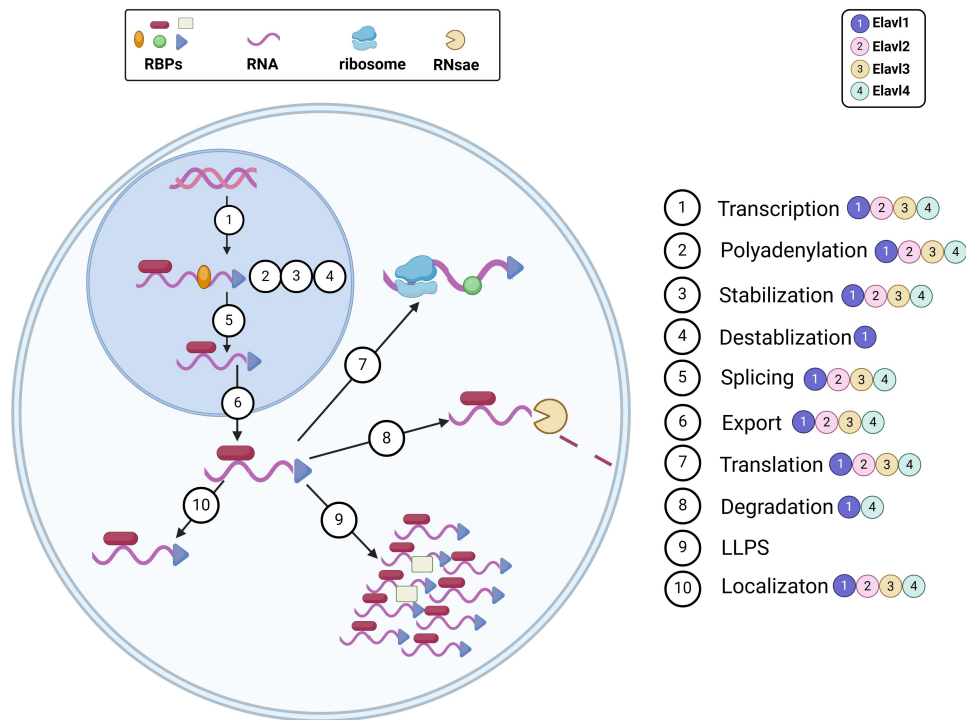 RBPs RNA ribosome RNsae
1 Elavl1
2 Elavl2
3 Elavl3
4 Elavl4
1
2 3 4
5
6
7
8
9
10
1 Transcription 1 2 3 4
2 Polyadenylation 1 2 3 4
3 Stabilization 1 2 3 4
4 Destablization 1
5 Splicing 1 2 3 4
6 Export 1 2 3 4
7 Translation 1 2 3 4
8 Degradation 1 4
9 LLPS
10 Localizaton 1 2 3 4